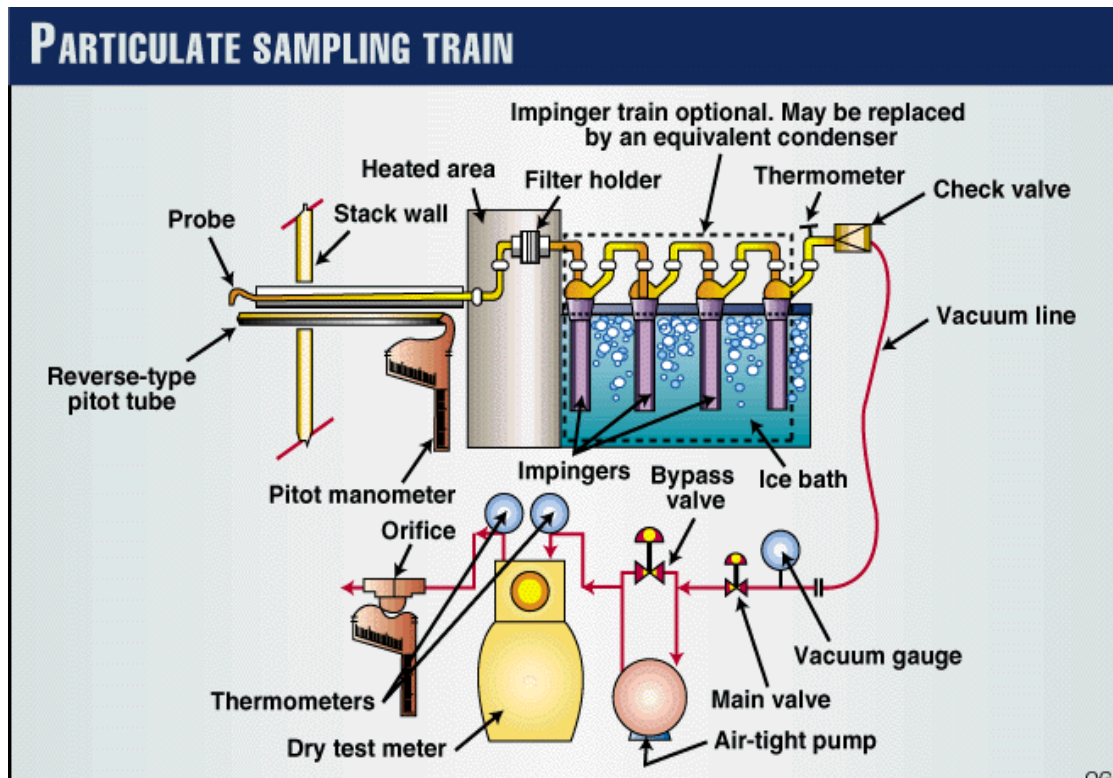 PARTICULATE SAMPLING TRAIN
Impinger train optional. May be replaced
by an equivalent condenser
Heated area
Filter holder
Thermometer
Check valve
Probe
Stack wall
Vacuum line
Reverse-type
pitot tube
Pitot manometer
Impingers
Ice bath
Bypass
valve
Orifice
Vacuum gauge
Thermometers
Main valve
Dry test meter
Air-tight pump